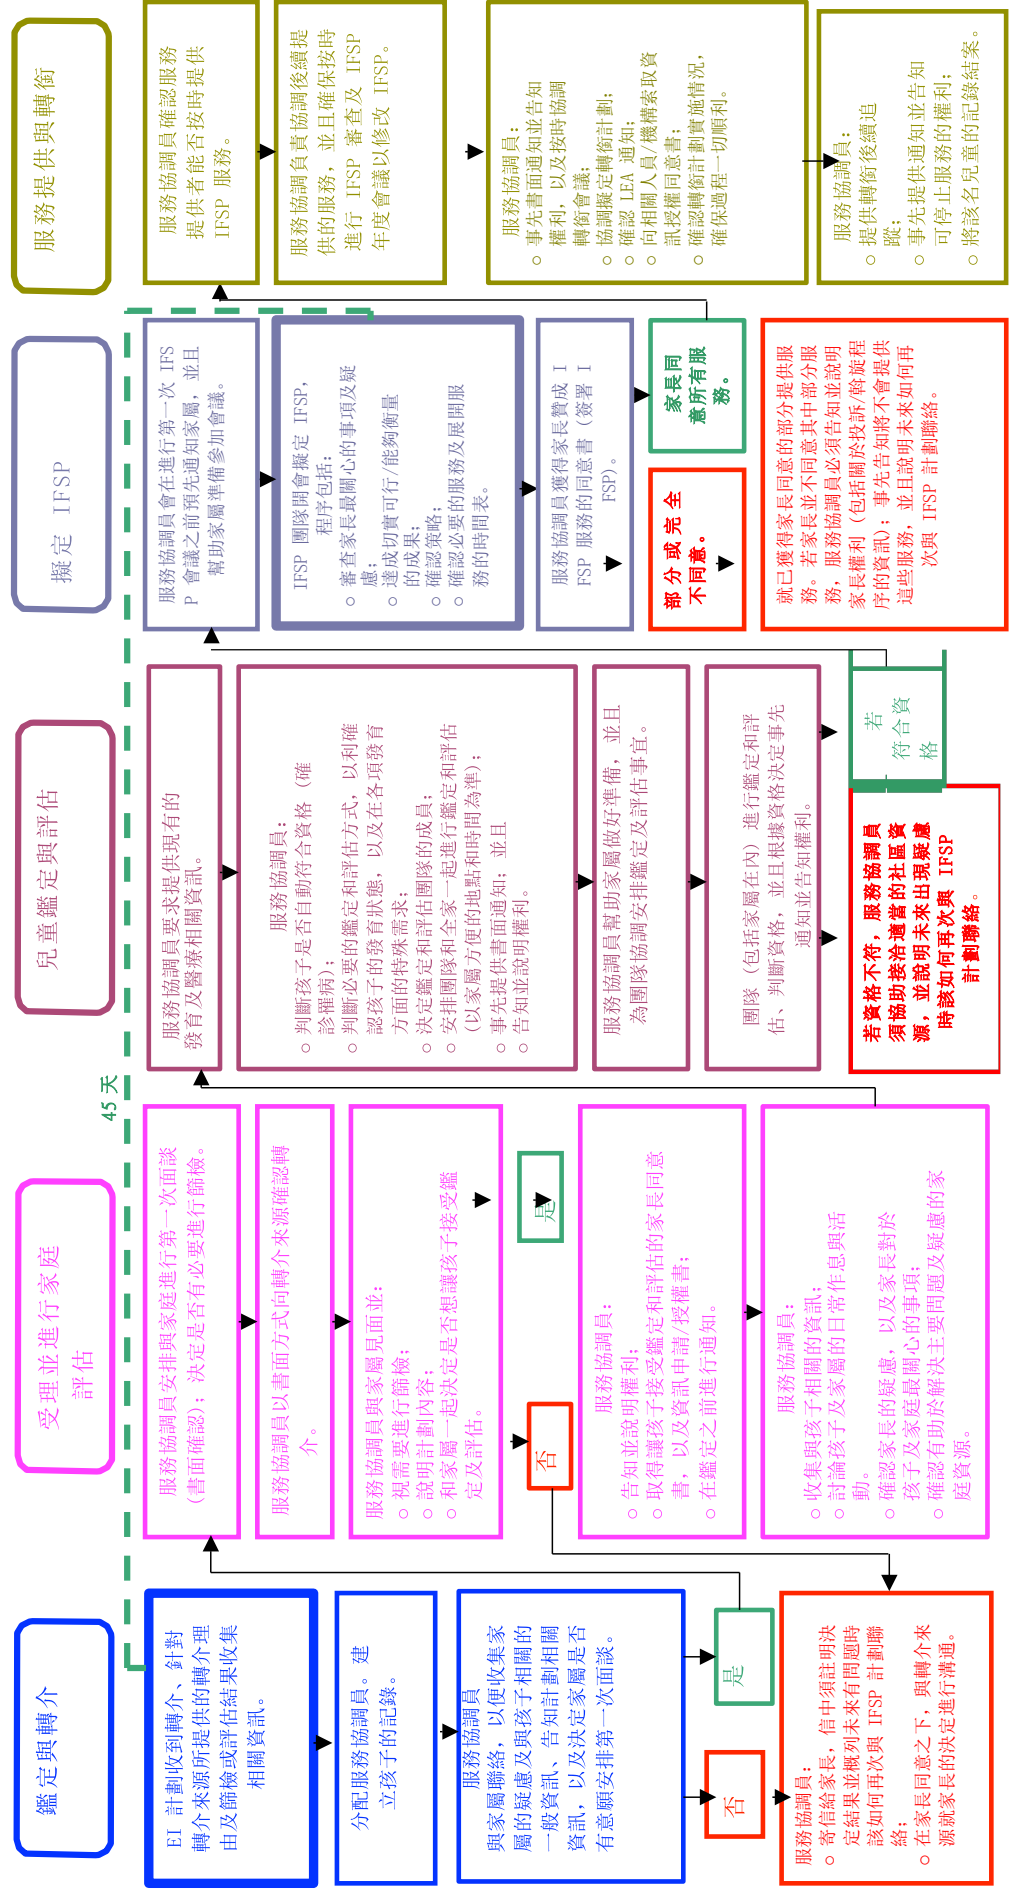 鑑定與轉介
EI 計劃收到轉介、針對
轉介來源所提供的轉介理
由及篩檢或評估結果收集
相關資訊。
分配服務協調員。建
立孩子的記錄。
服務協調員
與家屬聯絡，以便收集家
屬的疑慮及與孩子相關的
一般資訊、告知計劃相關
資訊，以及決定家屬是否
有意願安排第一次面談。
否
是
服務協調員：
○ 寄信給家長，信中須註明決
定結果並概列未來有問題時
該如何再次與 IFSP 計劃聯
絡；
○ 在家長同意之下，與轉介來
源就家長的決定進行溝通。
受理並進行家庭
評估
服務協調員安排與家庭進行第一次面談
(書面確認)；決定是否有必要進行篩檢。
服務協調員以書面方式向轉介來源確認轉
介。
服務協調員與家屬見面並：
○ 視需要進行篩檢；
○ 說明計劃內容；
○ 和家屬一起決定是否想讓孩子接受鑑
定及評估。
否
是
服務協調員：
○ 告知並說明權利；
○ 取得讓孩子接受鑑定和評估的家長同意
書，以及資訊申請/授權書；
○ 在鑑定之前進行通知。
服務協調員：
○ 收集與孩子相關的資訊；
○ 討論孩子及家屬的日常作息與活
動。
○ 確認家長的疑慮，以及家長對於
孩子及家庭最關心的事項；
○ 確認有助於解決主要問題及疑慮的家
庭資源。
45 天
兒童鑑定與評估
服務協調員要求提供現有的
發育及醫療相關資訊。
服務協調員：
○ 判斷孩子是否自動符合資格（確
診罹病)；
○ 判斷必要的鑑定和評估方式，以利確
認孩子的發育狀態，以及在各項發育
方面的特殊需求；
○ 決定鑑定和評估團隊的成員；
○ 安排團隊和全家一起進行鑑定和評估
(以家屬方便的地點和時間為準)；
○ 事先提供書面通知；並且
○ 告知並說明權利。
服務協調員幫助家屬做好準備，並且
為團隊協調安排鑑定及評估事宜。
團隊（包括家屬在內）進行鑑定和評
估、判斷資格，並且根據資格決定事先
通知並告知權利。
若資格不符，服務協調員
須協助接洽適當的社區資
源，並說明未來出現疑慮
時該如何再次與 IFSP
計劃聯絡。
若
符合資
格
擬定 IFSP
服務協調員會在進行第一次 IFS
P 會議之前預先通知家屬，並且
幫助家屬準備參加會議。
IFSP 團隊開會擬定 IFSP，
程序包括：
○ 審查家長最關心的事項及疑
慮；
○ 達成切實可行/能夠衡量
的成果；
○ 確認策略；
○ 確認必要的服務及展開服
務的時間表。
服務協調員獲得家長贊成 I
FSP 服務的同意書（簽署 I
FSP)。
部分或完全
不同意。
家長同
意所有服
務。
就已獲得家長同意的部分提供服
務。若家長並不同意其中部分服
務，服務協調員必須告知並說明
家長權利（包括關於投訴/斡旋程
序的資訊)；事先告知將不會提供
這些服務，並且說明未來如何再
次與 IFSP 計劃聯絡。
服務提供與轉銜
服務協調員確認服務
提供者能否按時提供
IFSP 服務。
服務協調負責協調後續提
供的服務，並且確保按時
進行 IFSP 審查及 IFSP
年度會議以修改 IFSP。
服務協調員：
○ 事先書面通知並告知
權利，以及按時協調
轉銜會議；
○ 協調擬定轉銜計劃；
○ 確認 LEA 通知；
○ 向相關人員/機構索取資
訊授權同意書；
○ 確認轉銜計劃實施情況，
確保過程一切順利。
服務協調員：
○ 提供轉銜後續追
蹤；
○ 事先提供通知並告知
可停止服務的權利；
○ 將該名兒童的記錄結案。